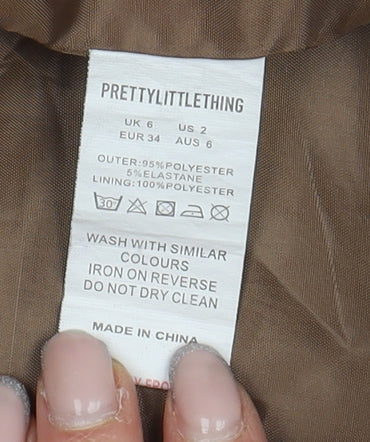 PRETTYLITTLETHING
UK 6 US 2
EUR 34 AUS 6
OUTER:95%POLYESTER
5%ELASTANE
LINING:100%POLYESTER
30°
WASH WITH SIMILAR
COLOURS
IRON ON REVERSE
DO NOT DRY CLEAN
MADE IN CHINA